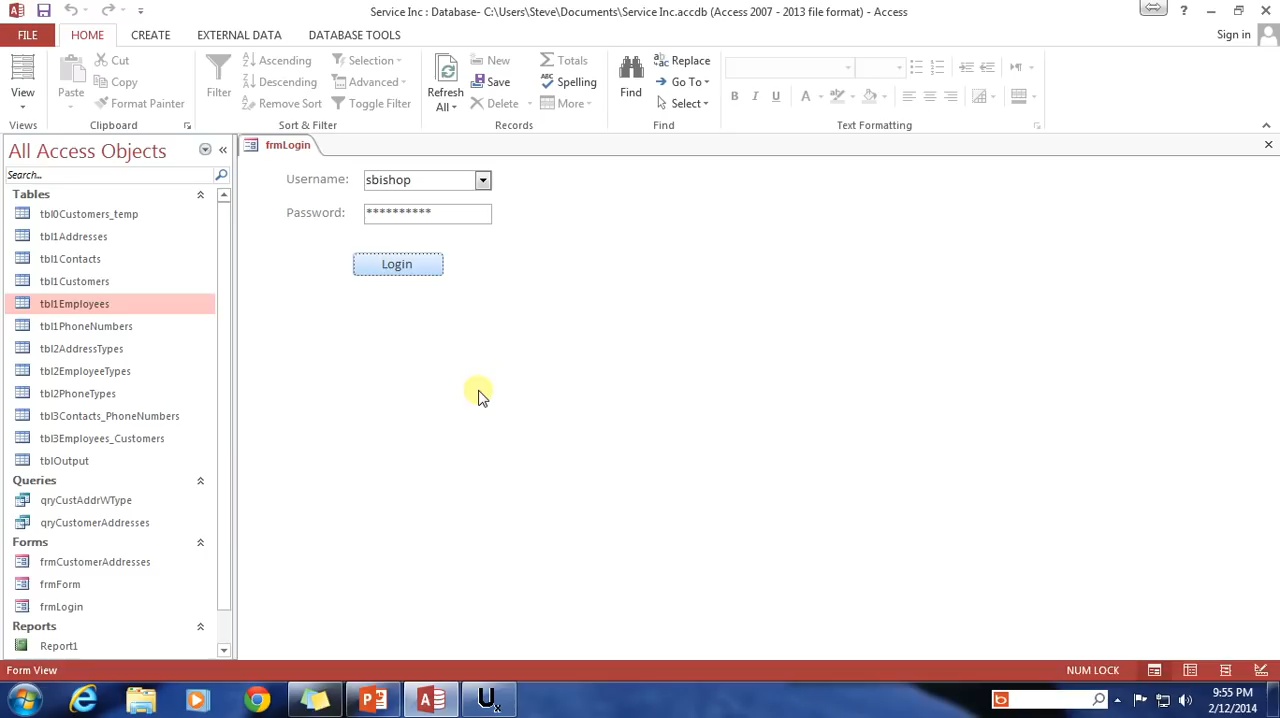 Service Inc : Database- C:\Users\Steve\Documents\Service Inc.accdb (Access 2007 - 2013 file format) - Access
?
FILE HOME CREATE EXTERNAL DATA DATABASE TOOLS Sign in
View
Views
Paste
Cut
Copy
Format Painter
Clipboard
Filter
Ascending
Descending
Remove Sort
Selection
Advanced
Toggle Filter
Sort & Filter
Refresh
All
New
Save
Delete
Totals
Spelling
More
Records
Find
Replace
Go To
Select
Find
B I U A
Text Formatting
All Access Objects
Search...
Tables
tbl0Customers_temp
tbl1Addresses
tbl1Contacts
tbl1Customers
tbl1Employees
tbl1PhoneNumbers
tbl2AddressTypes
tbl2EmployeeTypes
tbl2PhoneTypes
tbl3Contacts_PhoneNumbers
tbl3Employees_Customers
tblOutput
Queries
qryCustAddrWType
qryCustomerAddresses
Forms
frmCustomerAddresses
frmForm
frmLogin
Reports
Report1
frmLogin
Username: sbishop
Password: **********
Login
Form View
NUM LOCK
9:55 PM
2/12/2014